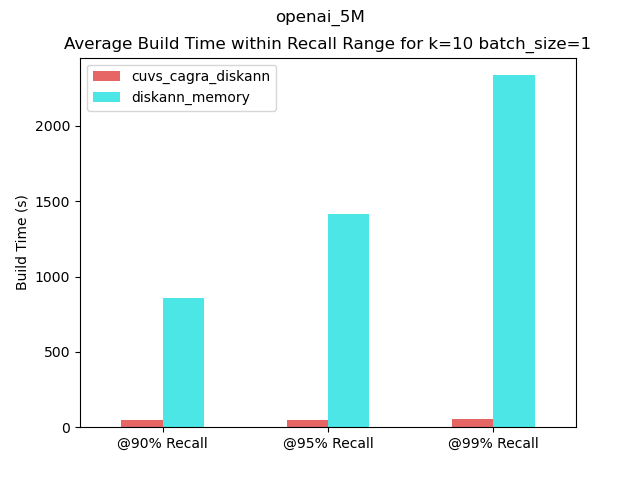 openai_5M
Average Build Time within Recall Range for k=10 batch_size=1
cuvs_cagra_diskann
diskann_memory
Build Time (s)
2000
1500
1000
500
0
@90% Recall
@95% Recall
@99% Recall